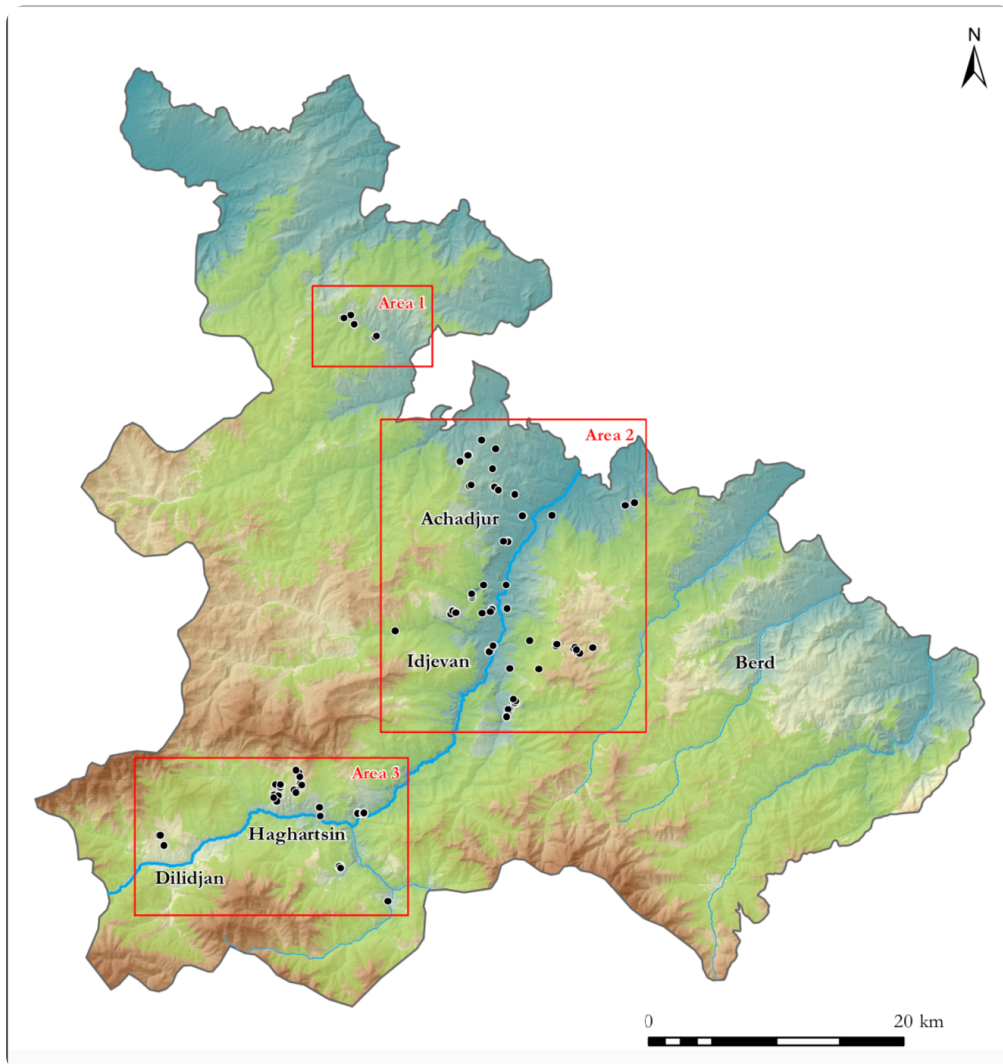 N
Area 1
Area 2
Achadjur
Idjevan
Berd
Area 3
Haghartsin
Dilidjan
0
20 km